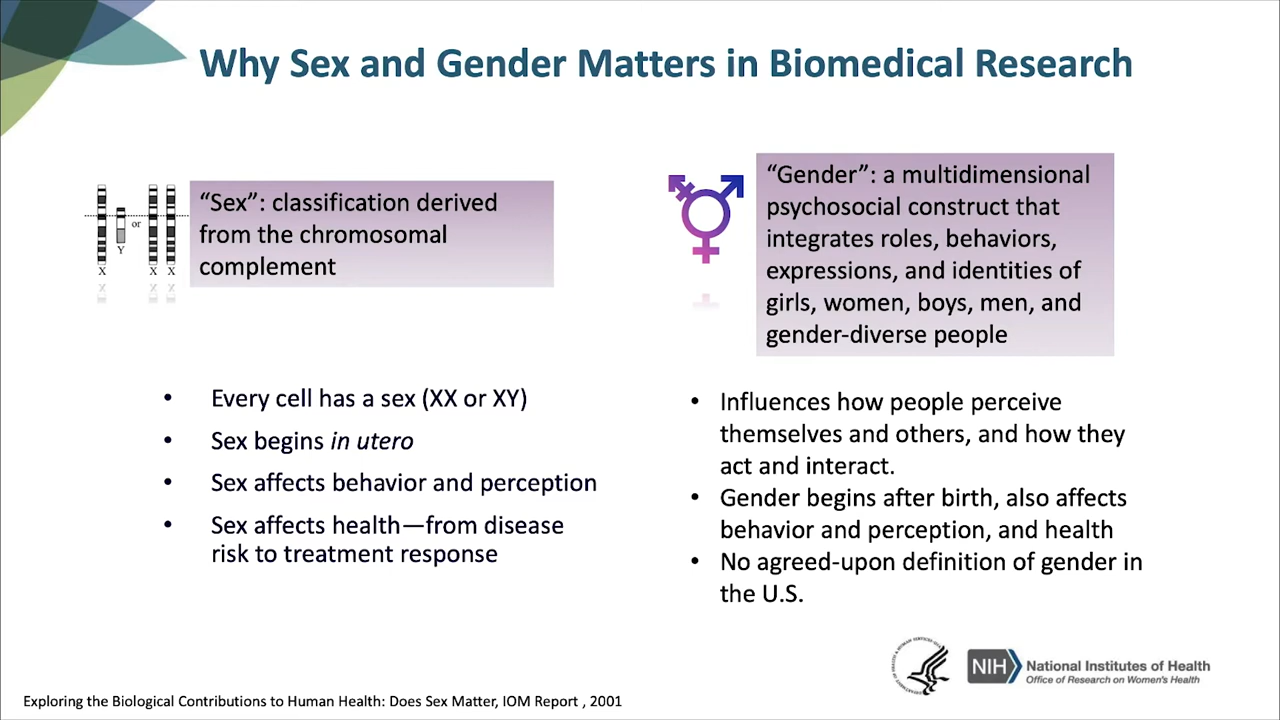 Why Sex and Gender Matters in Biomedical Research
X
or
Y
X X
“Sex”: classification derived
from the chromosomal
complement
“Gender”: a multidimensional
psychosocial construct that
integrates roles, behaviors,
expressions, and identities of
girls, women, boys, men, and
gender-diverse people
• Every cell has a sex (XX or XY)
• Sex begins in utero
• Sex affects behavior and perception
• Sex affects health—from disease
risk to treatment response
• Influences how people perceive
themselves and others, and how they
act and interact.
• Gender begins after birth, also affects
behavior and perception, and health
• No agreed-upon definition of gender in
the U.S.
NIH
National Institutes of Health
Office of Research on Women's Health
Exploring the Biological Contributions to Human Health: Does Sex Matter, IOM Report , 2001